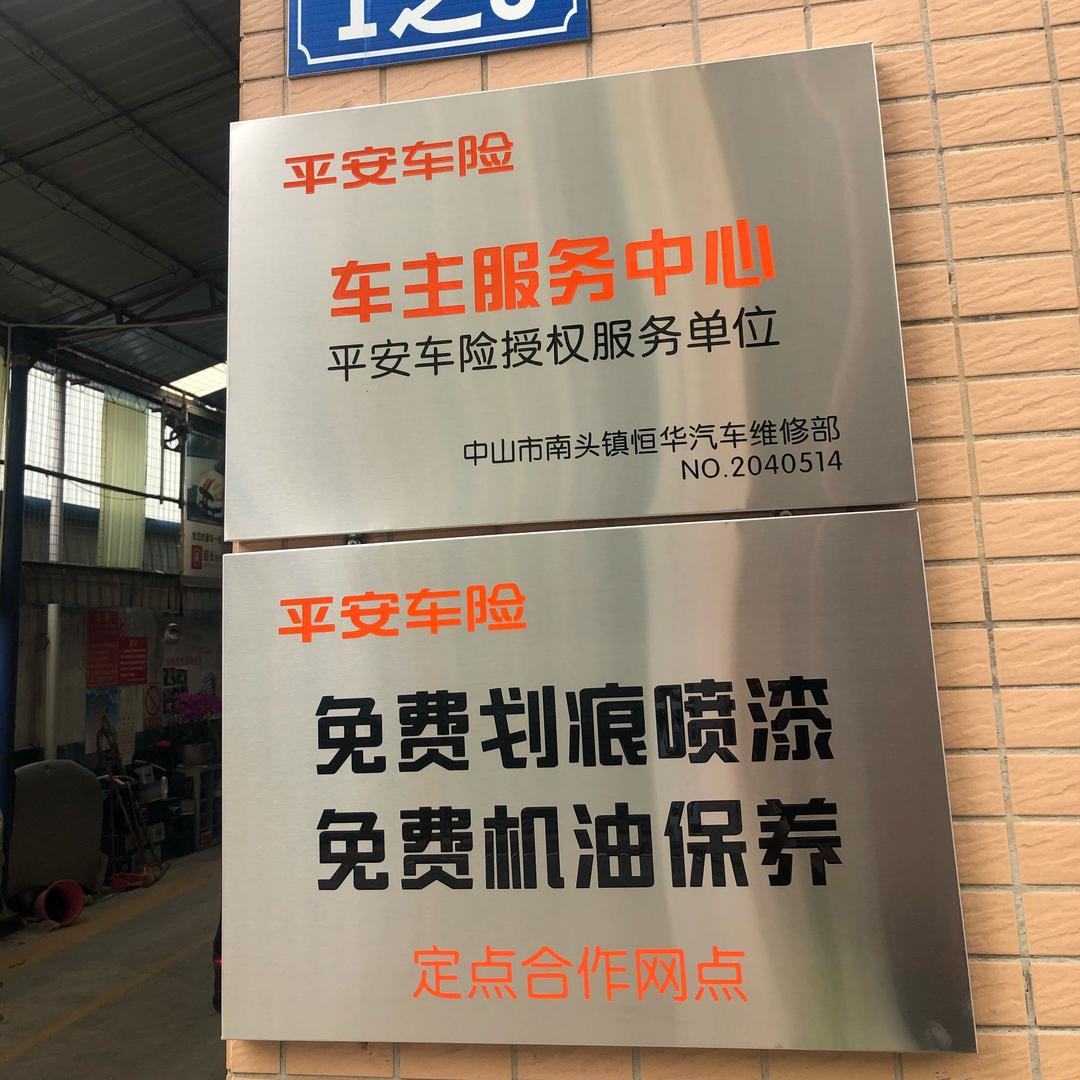 平安车险
车主服务中心
平安车险授权服务单位
中山市南头镇恒华汽车维修部
NO.2040514
平安车险
免费划痕喷漆
免费机油保养
定点合作网点